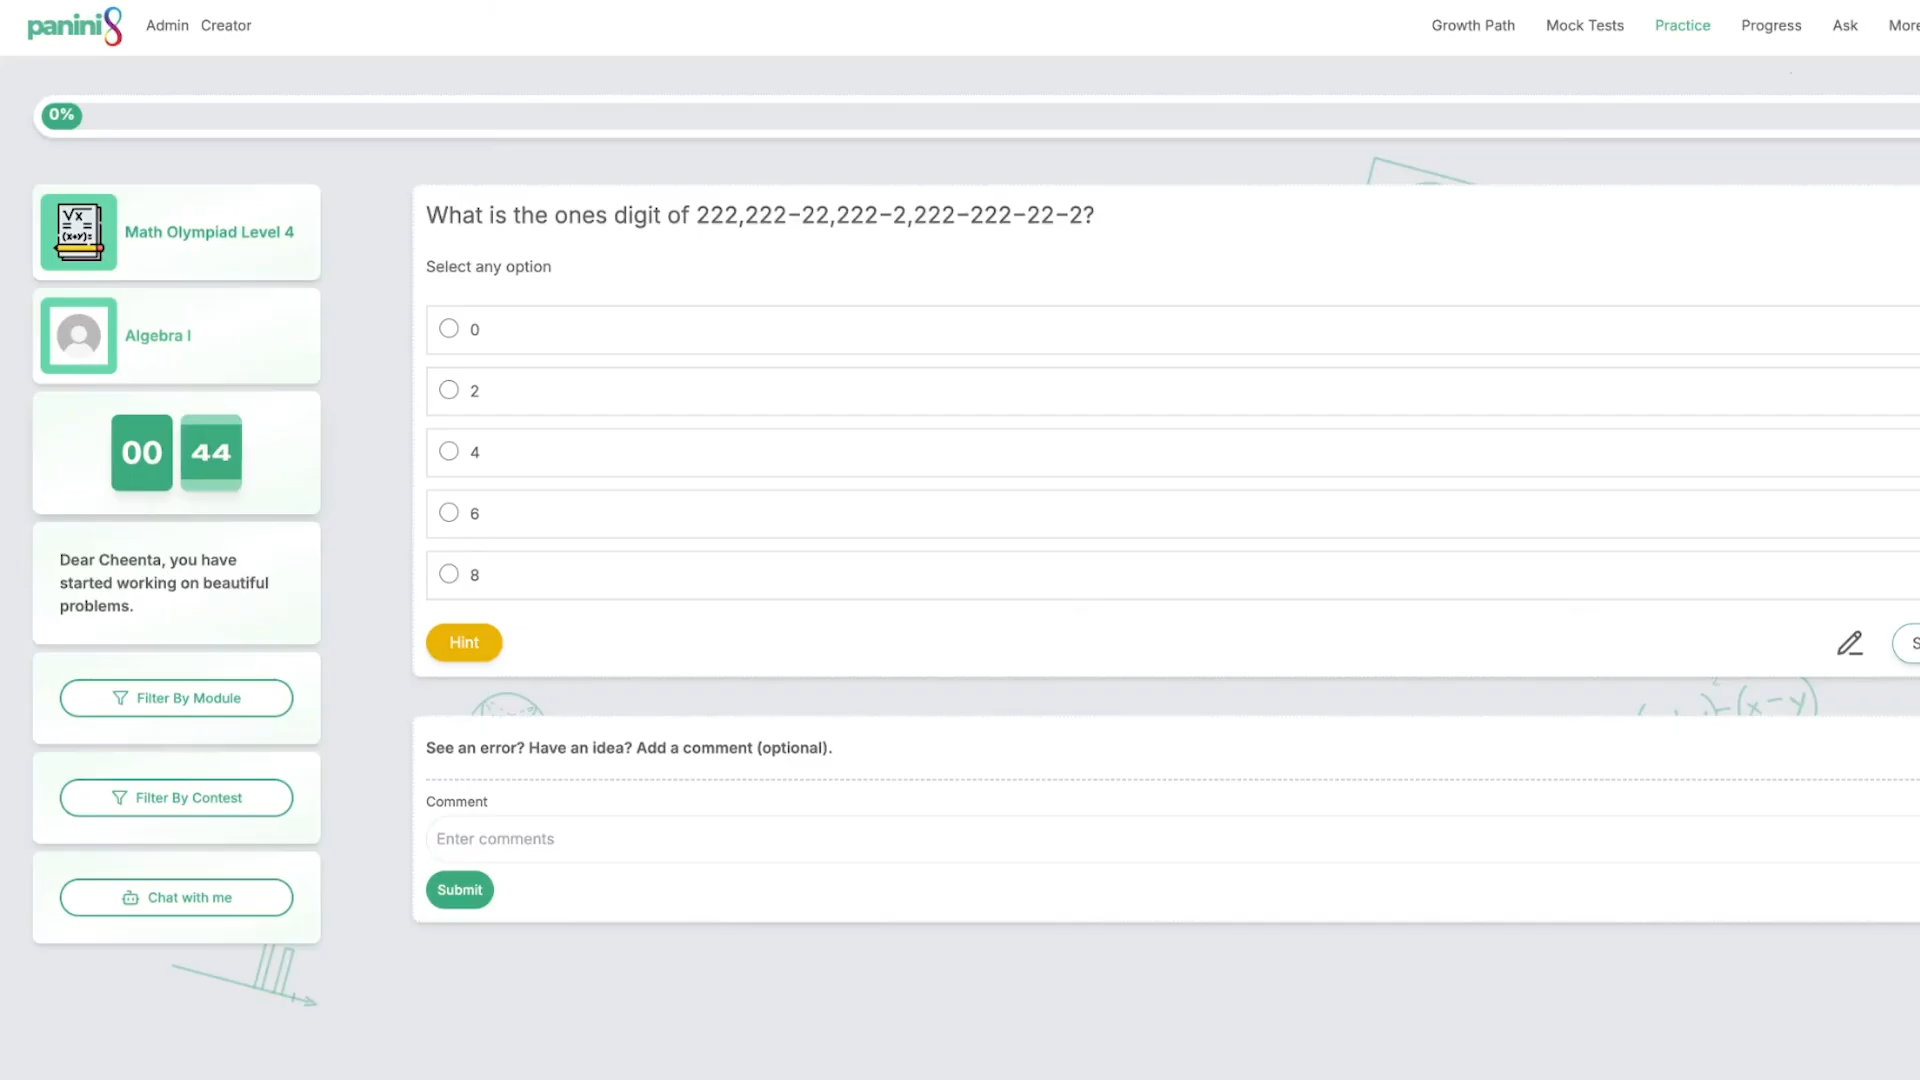 panini8 Admin Creator Growth Path Mock Tests Practice Progress Ask More
0%
Math Olympiad Level 4
Algebra I
00 44
Dear Cheenta, you have
started working on beautiful
problems.
Filter By Module
Filter By Contest
Chat with me
What is the ones digit of 222,222−22,222−2,222−222−22−2?
Select any option
0
2
4
6
8
Hint
See an error? Have an idea? Add a comment (optional).
Comment
Enter comments
Submit